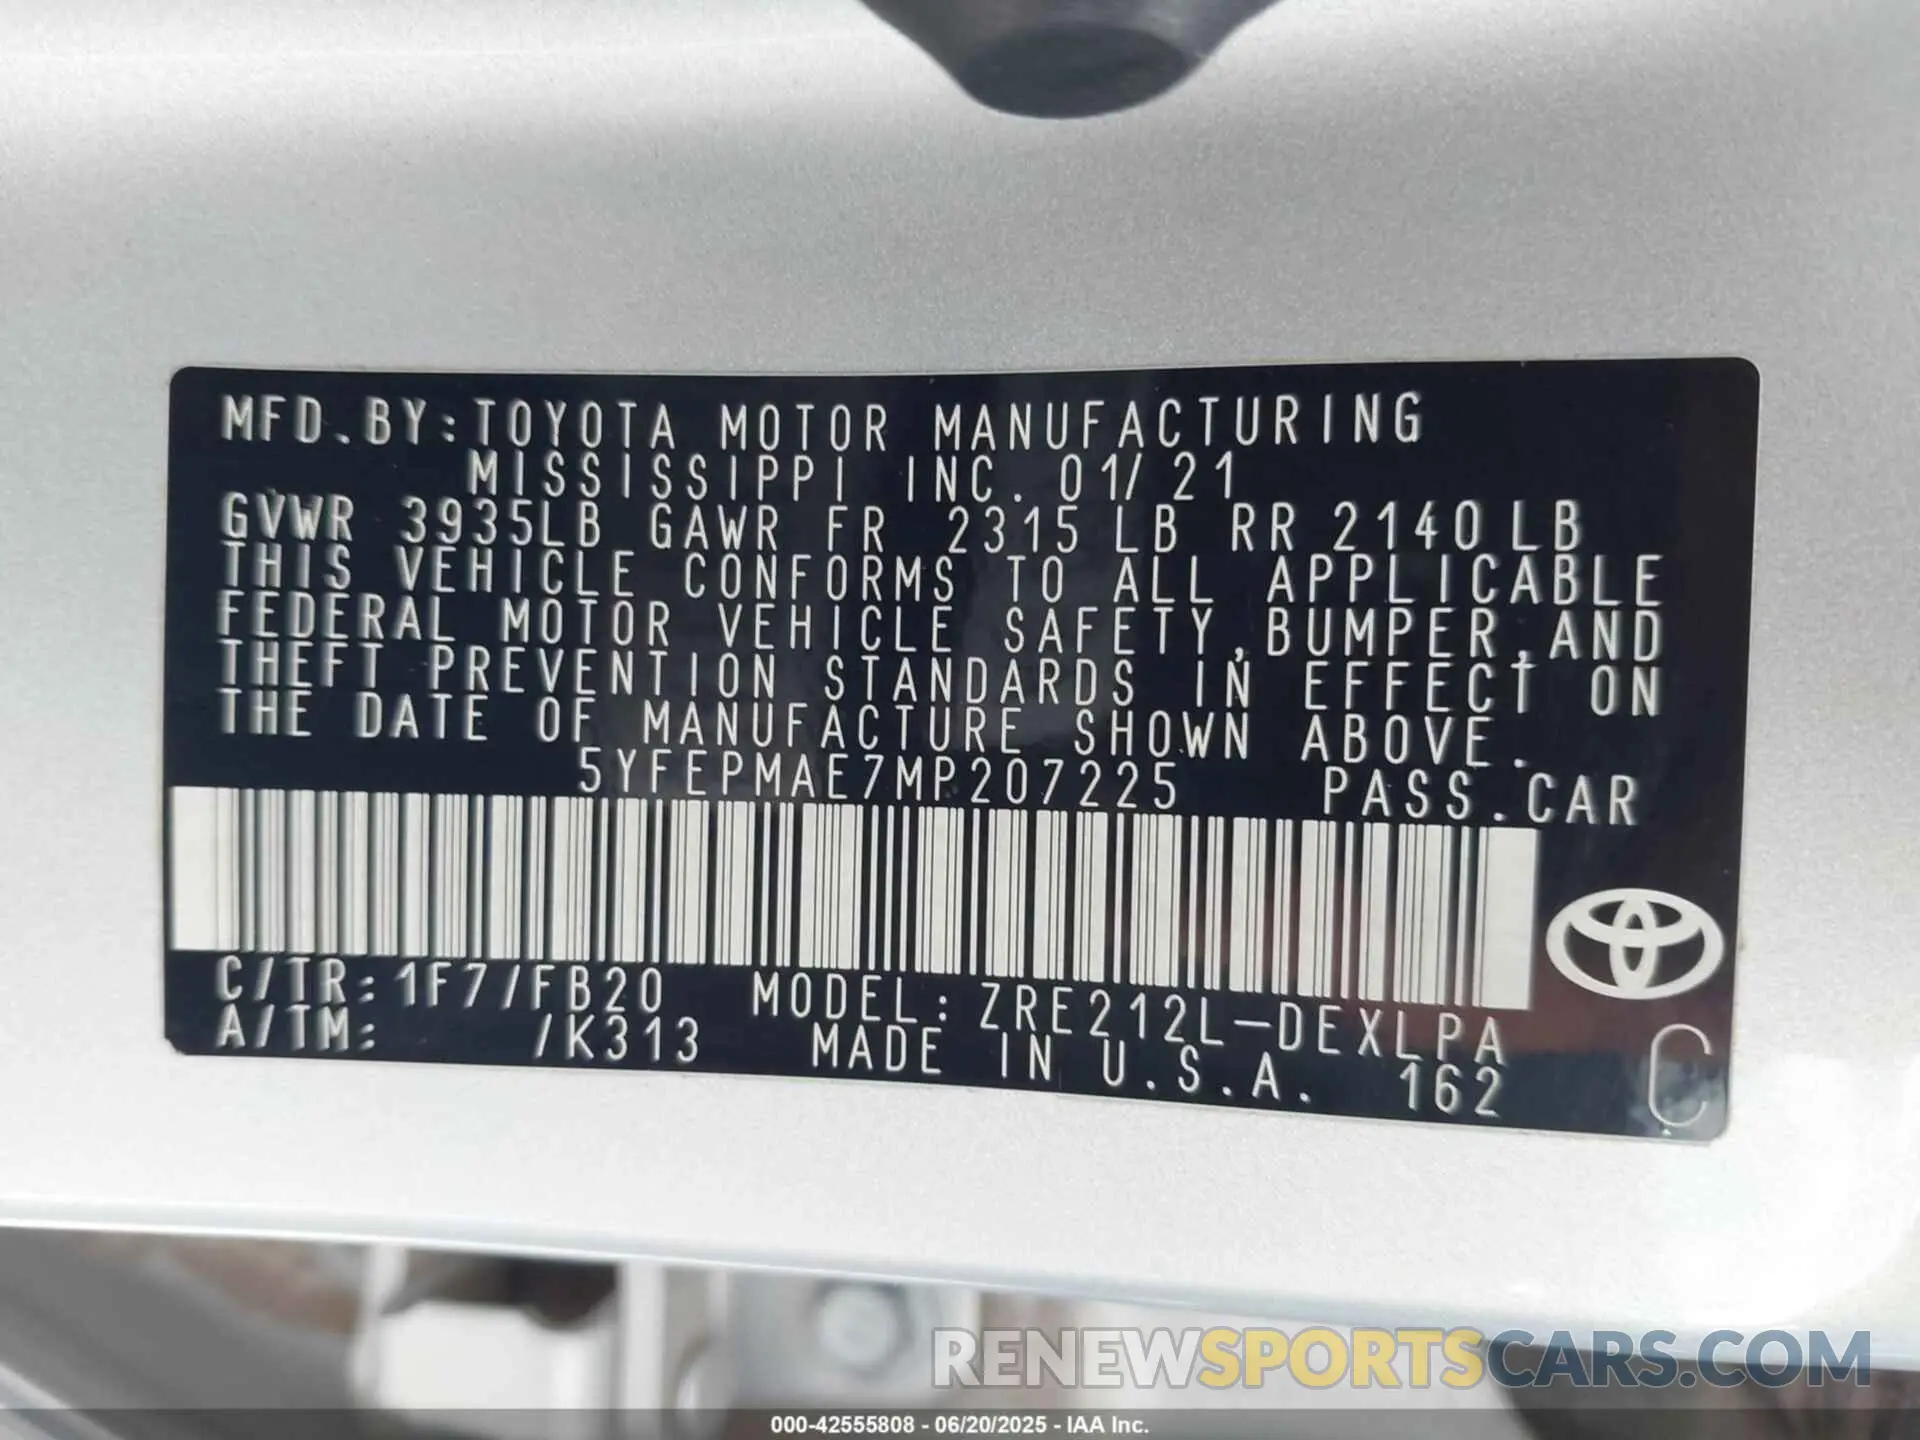 MFD.BY:TOYOTA MOTOR MANUFACTURING
MISSISSIPPI INC. 01/21
GVWR 3935LB GAWR FR 2315 LB RR 2140 LB
THIS VEHICLE CONFORMS TO ALL APPLICABLE
FEDERAL MOTOR VEHICLE SAFETY,BUMPER,AND
THEFT PREVENTION STANDARDS IN EFFECT ON
THE DATE OF MANUFACTURE SHOWN ABOVE.
5YFEPMAE7MP207225 PASS.CAR
C/TR:1F7/FB20 MODEL:ZRE212L-DEXLPA
A/TM: /K313 MADE IN U.S.A. 162
C
RENEWSPORTSCARS.COM
000-42555808 - 06/20/2025 - IAA Inc.